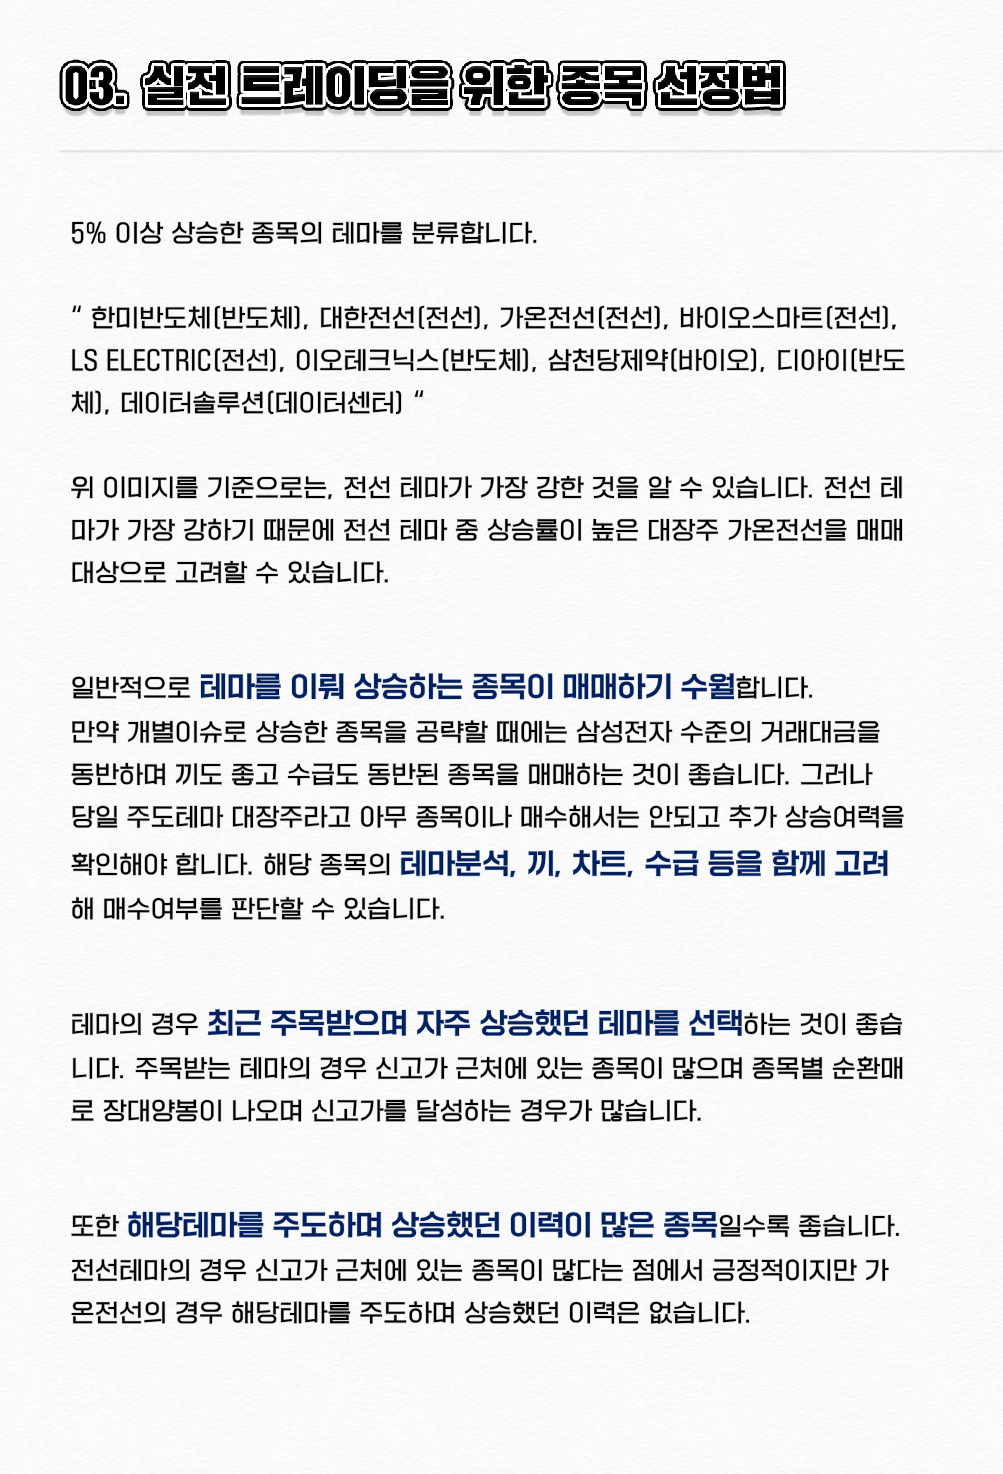 03. 실전 트레이딩을 위한 종목 선정법
5% 이상 상승한 종목의 테마를 분류합니다.
“ 한미반도체(반도체), 대한전선(전선), 가온전선(전선), 바이오스마트(전선),
LS ELECTRIC(전선), 이오테크닉스(반도체), 삼천당제약(바이오), 디아이(반도
체), 데이터솔루션(데이터센터) “
위 이미지를 기준으로는, 전선 테마가 가장 강한 것을 알 수 있습니다. 전선 테
마가 가장 강하기 때문에 전선 테마 중 상승률이 높은 대장주 가온전선을 매매
대상으로 고려할 수 있습니다.
일반적으로 테마를 이뤄 상승하는 종목이 매매하기 수월합니다.
만약 개별이슈로 상승한 종목을 공략할 때에는 삼성전자 수준의 거래대금을
동반하며 끼도 좋고 수급도 동반된 종목을 매매하는 것이 좋습니다. 그러나
당일 주도테마 대장주라고 아무 종목이나 매수해서는 안되고 추가 상승여력을
확인해야 합니다. 해당 종목의 테마분석, 끼, 차트, 수급 등을 함께 고려
해 매수여부를 판단할 수 있습니다.
테마의 경우 최근 주목받으며 자주 상승했던 테마를 선택하는 것이 좋습
니다. 주목받는 테마의 경우 신고가 근처에 있는 종목이 많으며 종목별 순환매
로 장대양봉이 나오며 신고가를 달성하는 경우가 많습니다.
또한 해당테마를 주도하며 상승했던 이력이 많은 종목일수록 좋습니다.
전선테마의 경우 신고가 근처에 있는 종목이 많다는 점에서 긍정적이지만 가
온전선의 경우 해당테마를 주도하며 상승했던 이력은 없습니다.